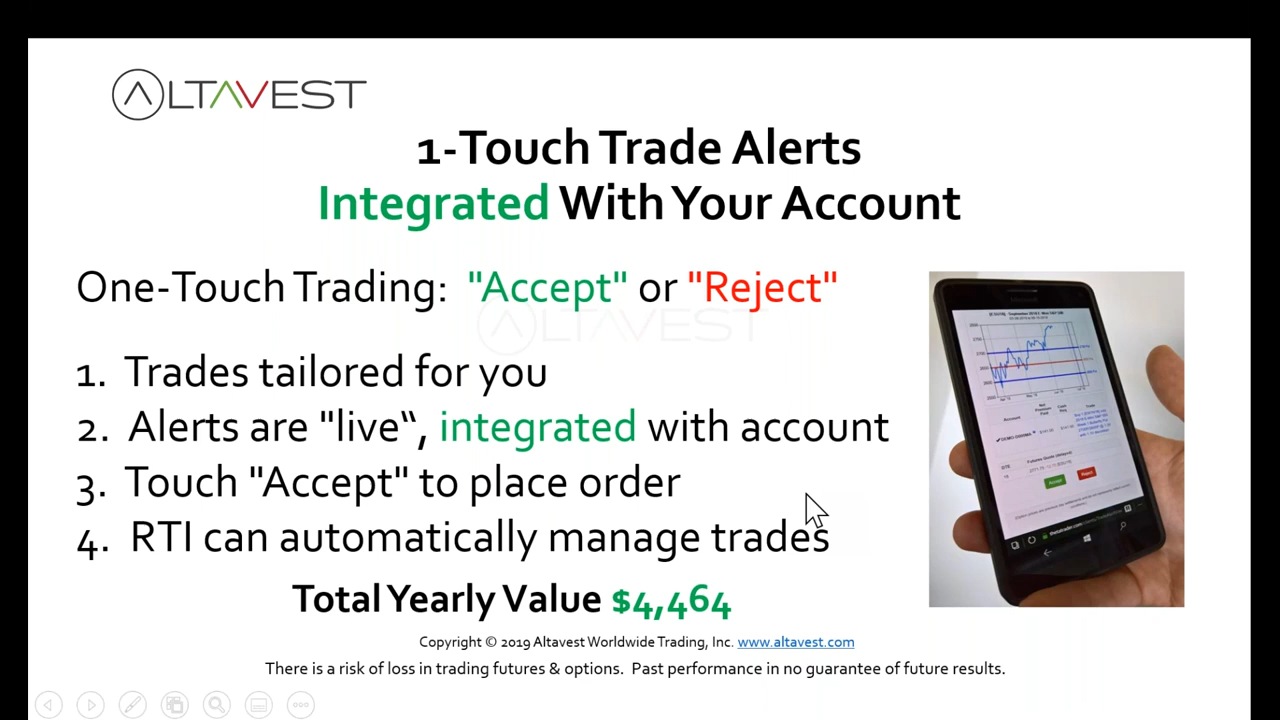 ALTAVEST
1-Touch Trade Alerts
Integrated With Your Account
One-Touch Trading: "Accept" or "Reject"
ALTAVEST
1. Trades tailored for you
2. Alerts are "live“, integrated with account
3. Touch "Accept" to place order
4. RTI can automatically manage trades
Total Yearly Value $4,464
Accept
Reject
Copyright © 2019 Altavest Worldwide Trading, Inc. www.altavest.com
There is a risk of loss in trading futures & options. Past performance in no guarantee of future results.